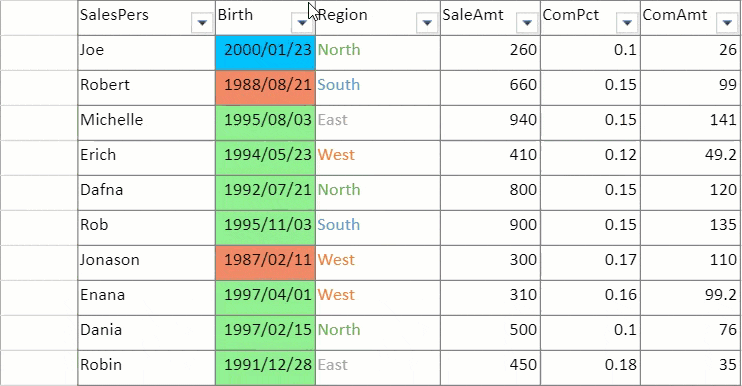 SalesPers Birth Region SaleAmt ComPct ComAmt
Joe 2000/01/23 North 260 0.1 26
Robert 1988/08/21 South 660 0.15 99
Michelle 1995/08/03 East 940 0.15 141
Erich 1994/05/23 West 410 0.12 49.2
Dafna 1992/07/21 North 800 0.15 120
Rob 1995/11/03 South 900 0.15 135
Jonason 1987/02/11 West 300 0.17 110
Enana 1997/04/01 West 310 0.16 99.2
Dania 1997/02/15 North 500 0.1 76
Robin 1991/12/28 East 450 0.18 35